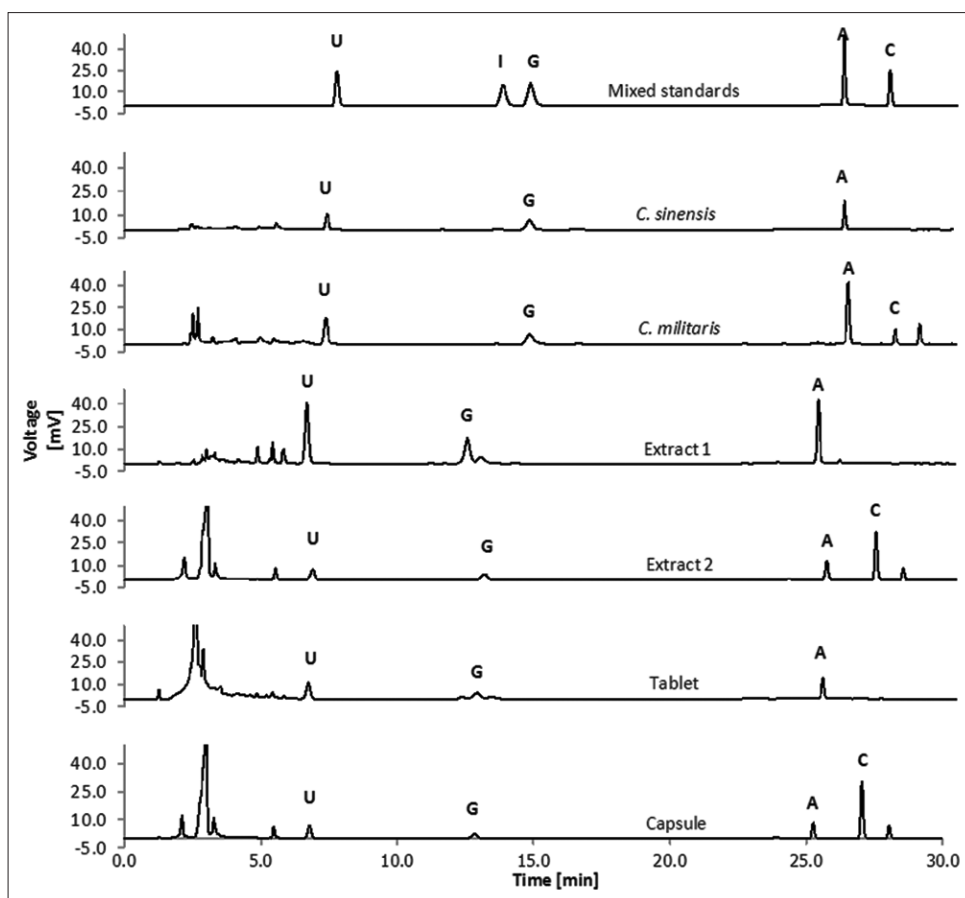 U I G A C
40.0
25.0
10.0
-5.0
Mixed standards
U G A
40.0
25.0
10.0
-5.0
C. sinensis
U G A C
40.0
25.0
10.0
-5.0
C. militaris
U G A
40.0
25.0
10.0
-5.0
Extract 1
Voltage
[mV]
U G A C
40.0
25.0
10.0
-5.0
Extract 2
U G A
40.0
25.0
10.0
-5.0
Tablet
U G A C
40.0
25.0
10.0
-5.0
Capsule
0.0 5.0 10.0 15.0 20.0 25.0 30.0
Time [min]